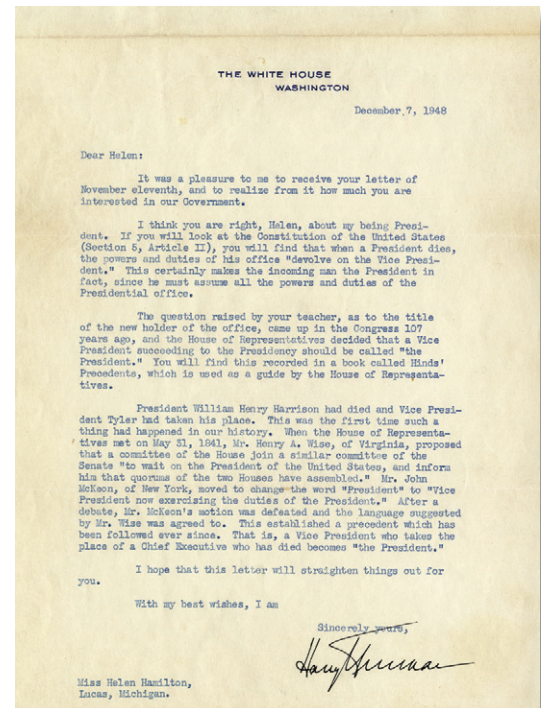 THE WHITE HOUSE
WASHINGTON
December 7, 1948
Dear Helen:
It was a pleasure to me to receive your letter of
November eleventh, and to realize from it how much you are
interested in our Government.
I think you are right, Helen, about my being Presi-
dent. If you will look at the Constitution of the United States
(Section 5, Article II), you will find that when a President dies,
the powers and duties of his office "devolve on the Vice Presi-
dent." This certainly makes the incoming man the President in
fact, since he must assume all the powers and duties of the
Presidential office.
The question raised by your teacher, as to the title
of the new holder of the office, came up in the Congress 107
years ago, and the House of Representatives decided that a Vice
President succeeding to the Presidency should be called "the
President." You will find this recorded in a book called Hinds'
Precedents, which is used as a guide by the House of Representa-
tives.
President William Henry Harrison had died and Vice Presi-
dent Tyler had taken his place. This was the first time such a
thing had happened in our history. When the House of Representa-
tives met on May 31, 1841, Mr. Henry A. Wise, of Virginia, proposed
that a committee of the House join a similar committee of the
Senate "to wait on the President of the United States, and inform
him that quorums of the two Houses have assembled." Mr. John
McKeon, of New York, moved to change the word "President" to "Vice
President now exercising the duties of the President." After a
debate, Mr. McKeon's motion was defeated and the language suggested
by Mr. Wise was agreed to. This established a precedent which has
been followed ever since. That is, a Vice President who takes the
place of a Chief Executive who has died becomes "the President."
I hope that this letter will straighten things out for
you.
With my best wishes, I am
Sincerely yours,
Harry Truman
Miss Helen Hamilton,
Lucas, Michigan.